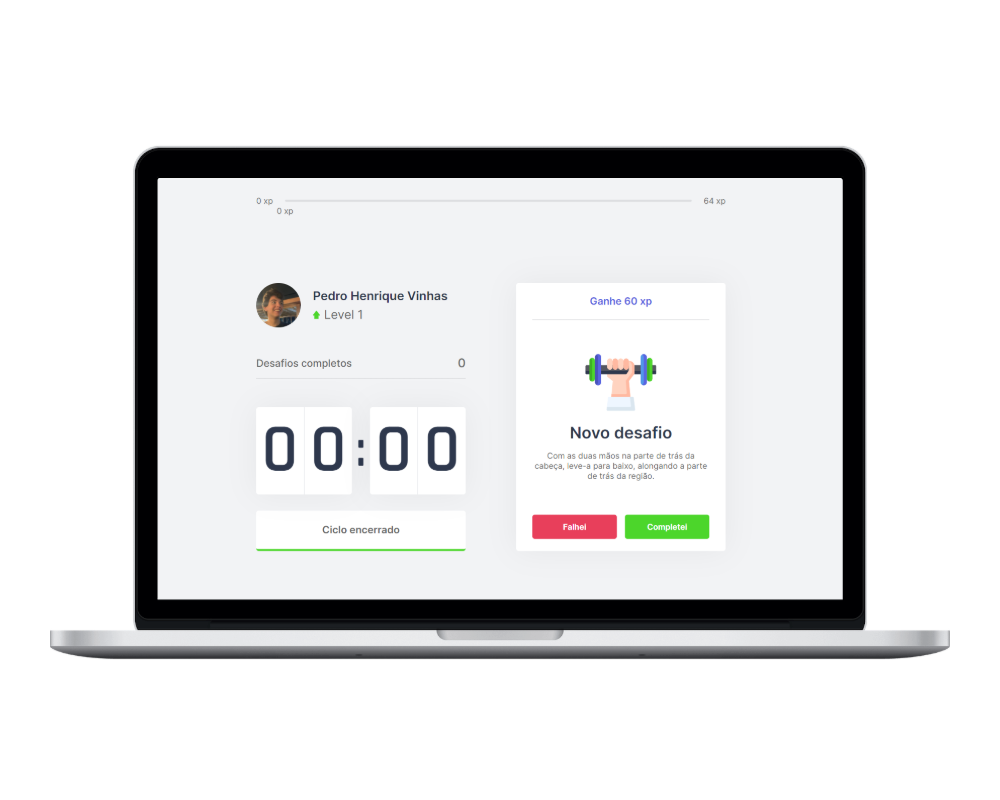 0 xp
64 xp
0 xp
Pedro Henrique Vinhas
Level 1
Desafios completos
0
00:00
Ciclo encerrado
Ganhe 60 xp
Novo desafio
Com as duas mãos na parte de trás da
cabeça, leve-a para baixo, alongando a parte
de trás da região.
Falhei
Completei